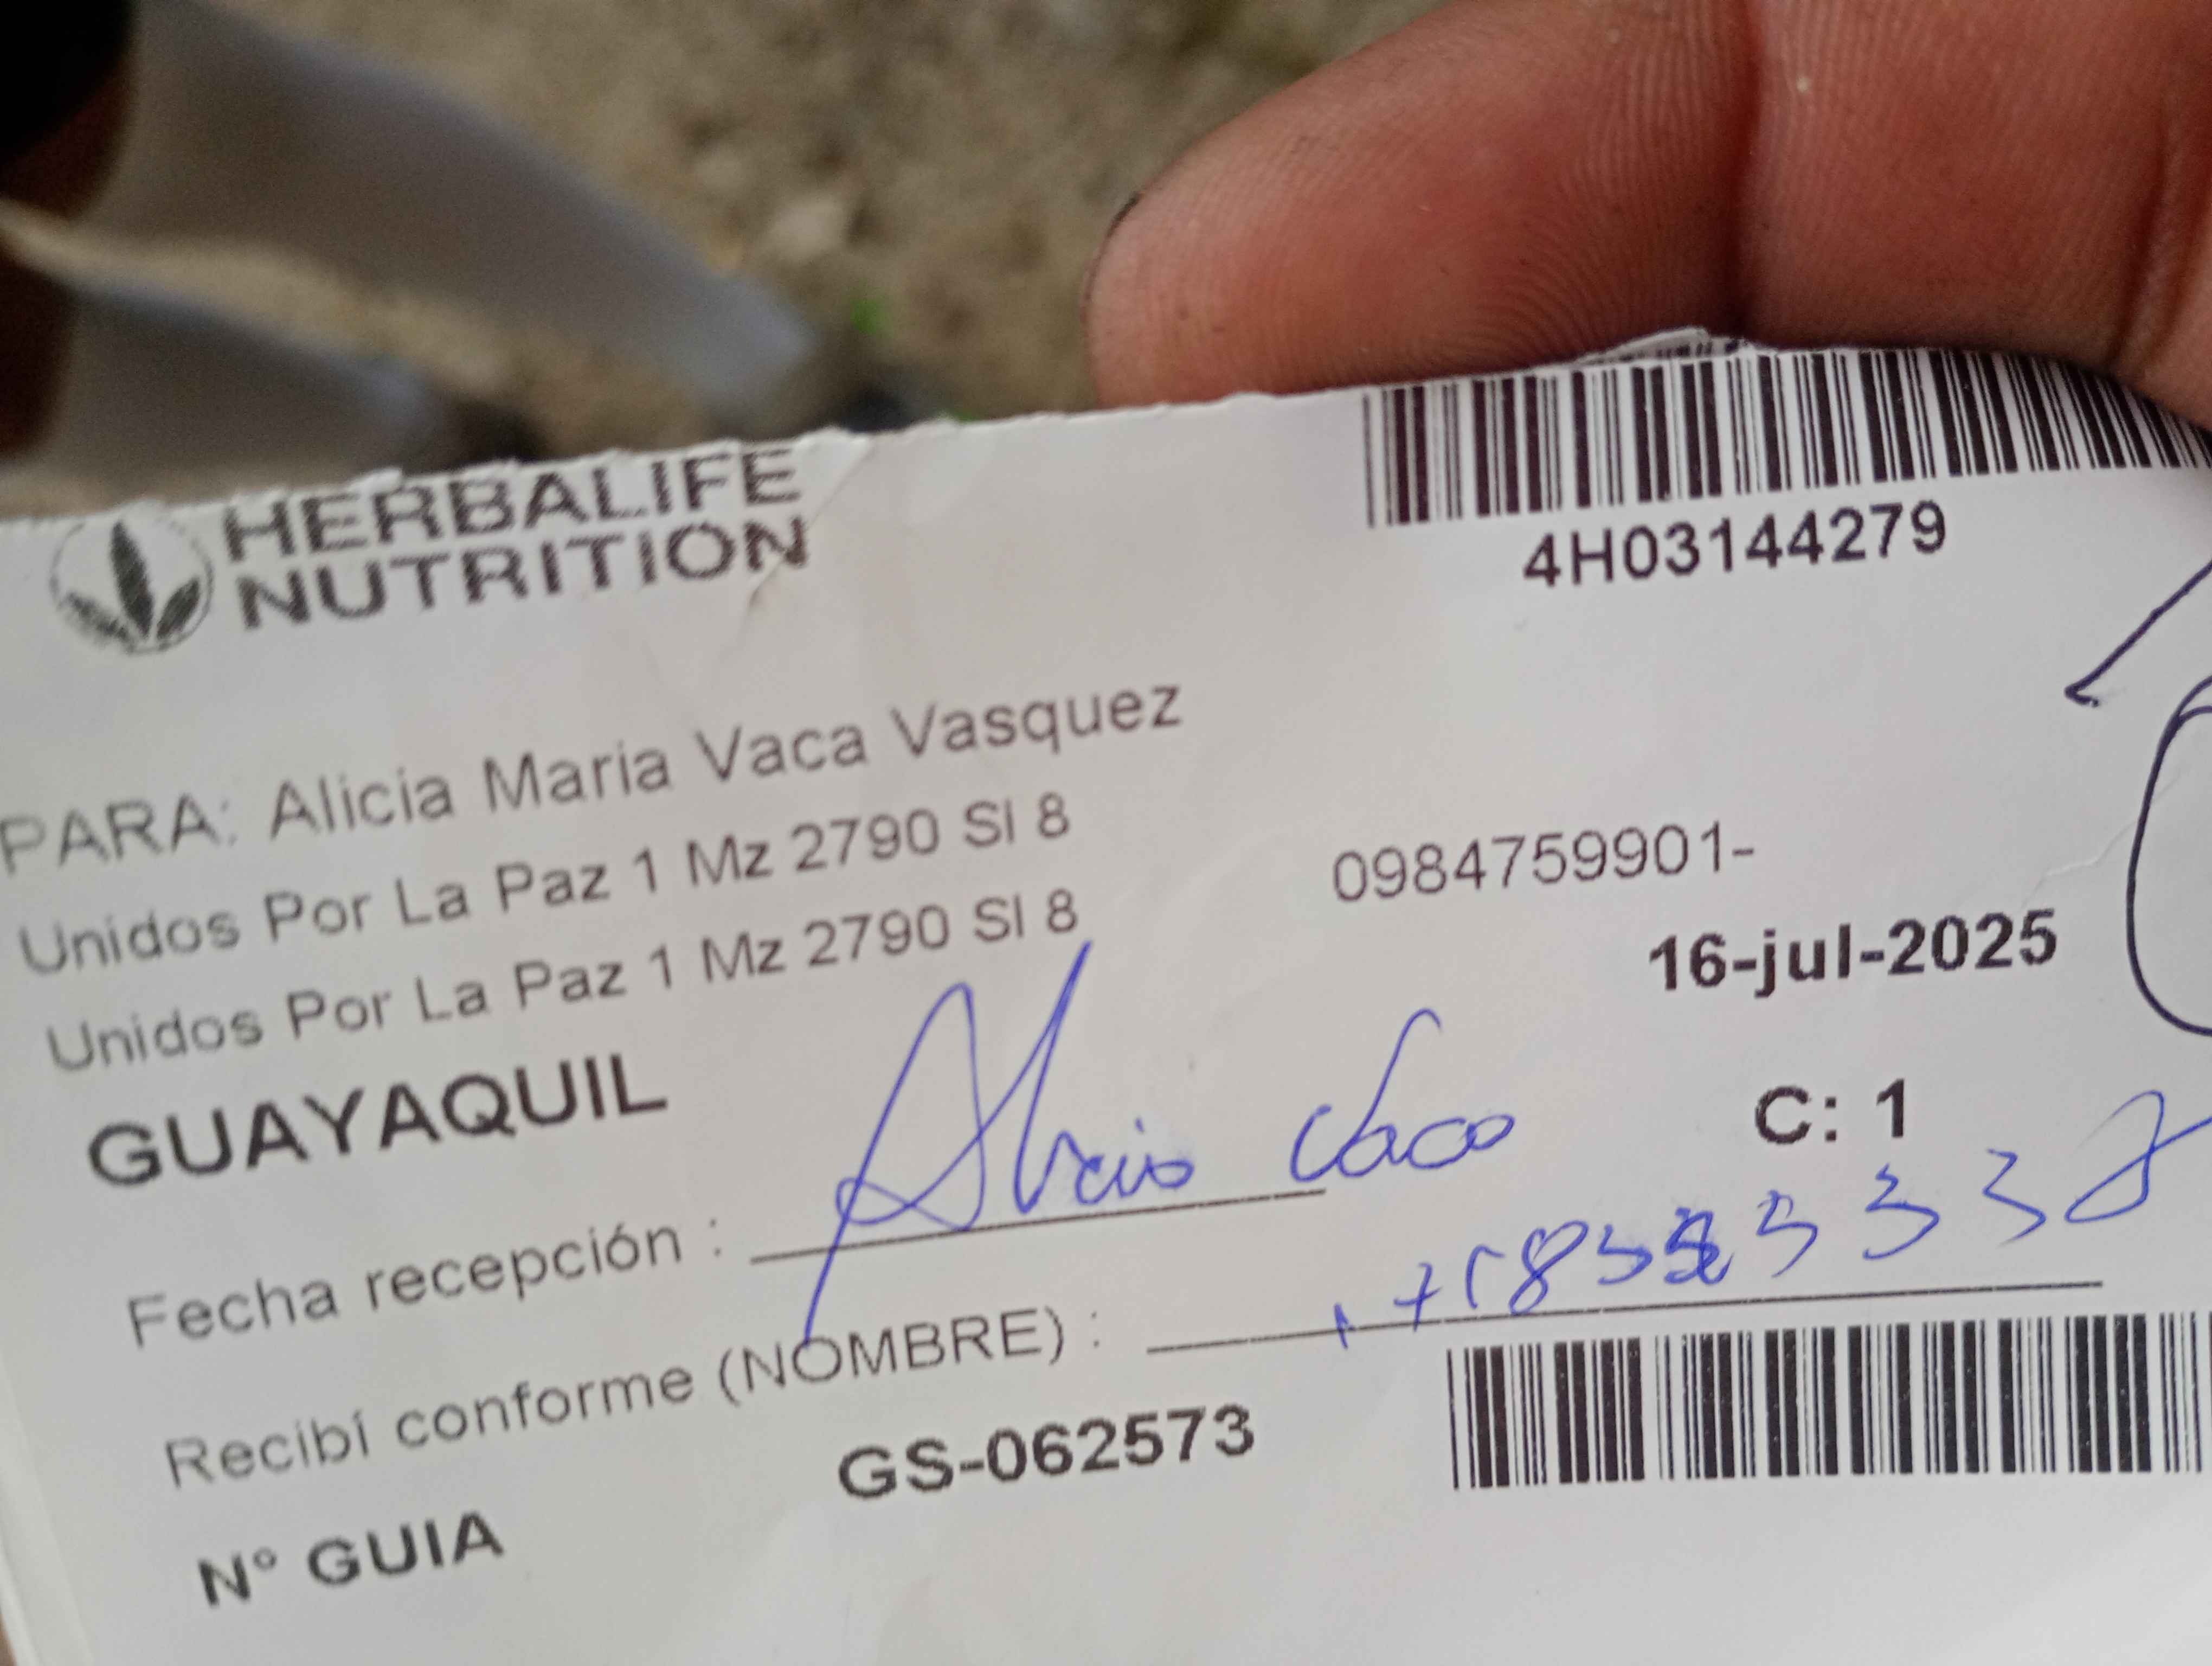 HERBALIFE
NUTRITION
4H03144279
PARA: Alicia Maria Vaca Vasquez
Unidos Por La Paz 1 Mz 2790 Sl 8
0984759901-
Unidos Por La Paz 1 Mz 2790 Sl 8
16-jul-2025
GUAYAQUIL
C: 1
Fecha recepción : Alicia Vaca
Recibí conforme (NOMBRE) :
N° GUIA GS-062573